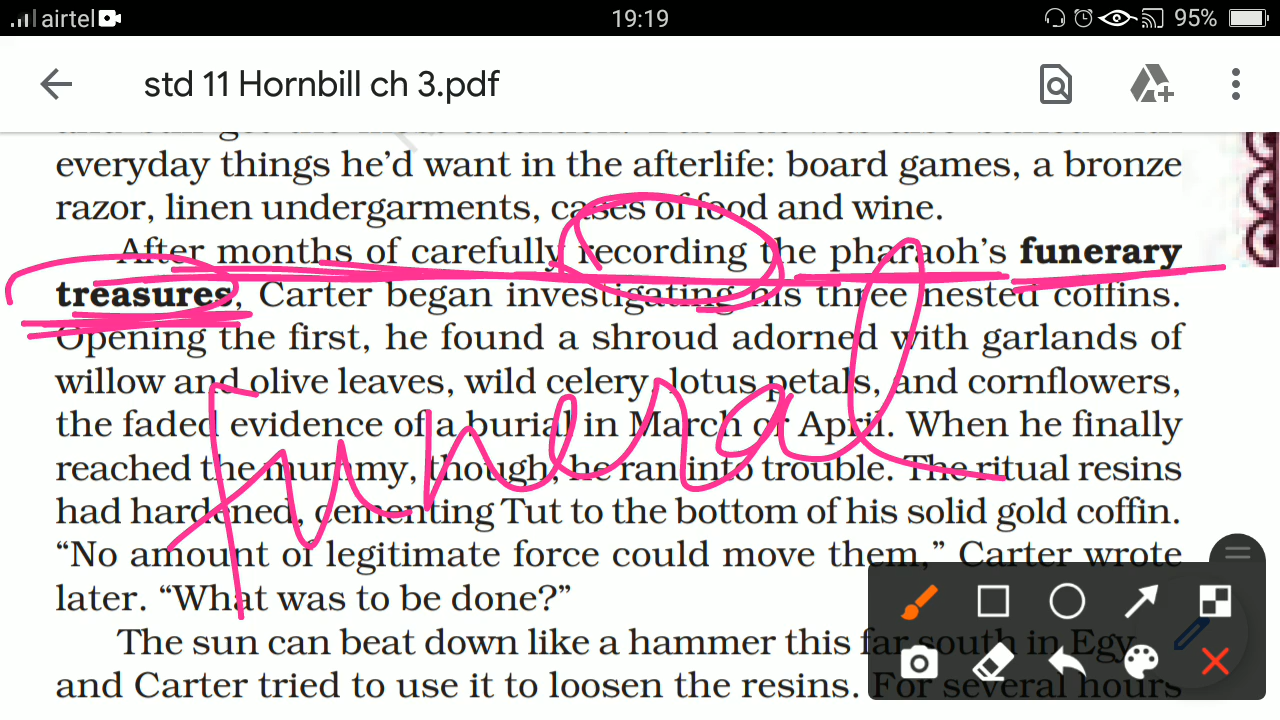 airtel 19:19 95%
std 11 Hornbill ch 3.pdf
everyday things he'd want in the afterlife: board games, a bronze
razor, linen undergarments, cases of food and wine.
After months of carefully recording the pharaoh's funerary
treasures, Carter began investigating his three nested coffins.
Opening the first, he found a shroud adorned with garlands of
willow and olive leaves, wild celery, lotus petals, and cornflowers,
the faded evidence of a burial in March or April. When he finally
reached the mummy, though, he ran into trouble. The ritual resins
had hardened, cementing Tut to the bottom of his solid gold coffin.
“No amount of legitimate force could move them,” Carter wrote
later. “What was to be done?”
The sun can beat down like a hammer this far south in Egy
and Carter tried to use it to loosen the resins. For several hours
funeral